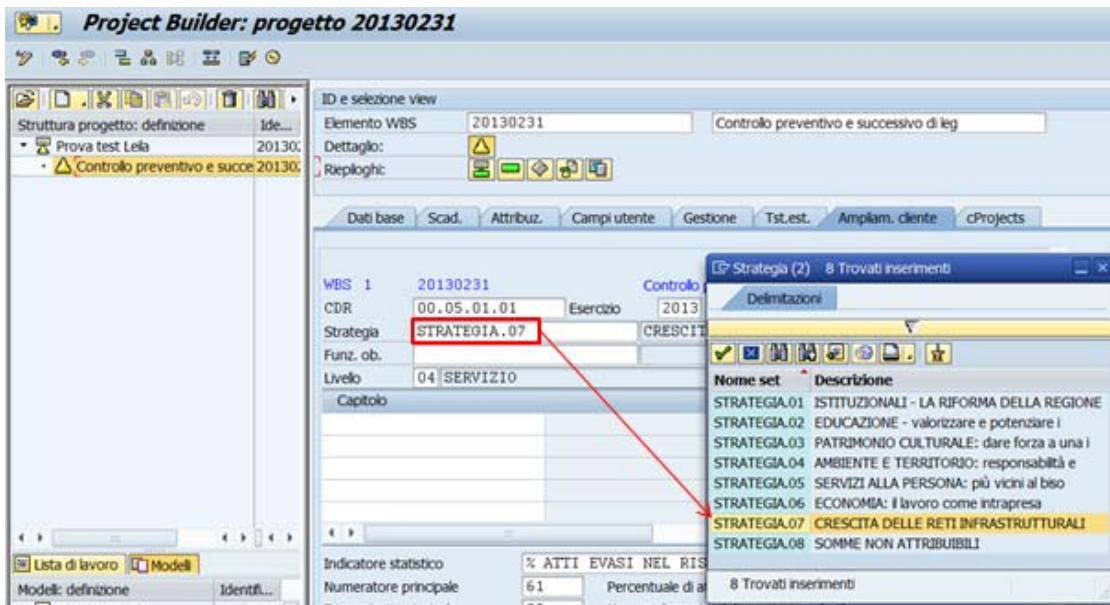 Project Builder: progetto 20130231
Struttura progetto: definizione Ide...
Prova test Leila 20130:
Controllo preventivo e succe 20130.
Lista di lavoro Modelli
Modelli: definizione Identifi...
ID e selezione view
Elemento WBS 20130231 Controllo preventivo e successivo di leg
Dettaglio:
Riepiloghi:
Dati base Scad. Attribuz. Campi utente Gestione Tst.est. Ampliam. cliente cProjects
WBS 1 20130231 Controllo
CDR 00.05.01.01 Esercizio 2013
Strategia STRATEGIA.07 CRESCIT
Funz. ob.
Livello 04 SERVIZIO
Capitolo
Indicatore statistico % ATTI EVASI NEL RIS
Numeratore principale 61 Percentuale di a
Strategia (2) 8 Trovati inserimenti
Delimitazioni
Nome set Descrizione
STRATEGIA.01 ISTITUZIONALI - LA RIFORMA DELLA REGIONE
STRATEGIA.02 EDUCAZIONE - valorizzare e potenziare i
STRATEGIA.03 PATRIMONIO CULTURALE: dare forza a una i
STRATEGIA.04 AMBIENTE E TERRITORIO: responsabilità e
STRATEGIA.05 SERVIZI ALLA PERSONA: più vicini al biso
STRATEGIA.06 ECONOMIA: il lavoro come intrapresa
STRATEGIA.07 CRESCITA DELLE RETI INFRASTRUTTURALI
STRATEGIA.08 SOMME NON ATTRIBUIBILI
8 Trovati inserimenti